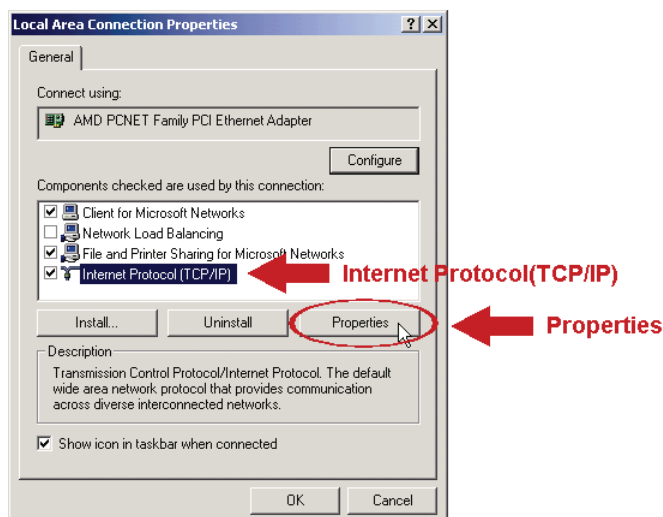 Local Area Connection Properties
General
Connect using:
AMD PCNET Family PCI Ethernet Adapter
Configure
Components checked are used by this connection:
Client for Microsoft Networks
Network Load Balancing
File and Printer Sharing for Microsoft Networks
Internet Protocol (TCP/IP)
Internet Protocol(TCP/IP)
Install... Uninstall Properties
Properties
Description
Transmission Control Protocol/Internet Protocol. The default
wide area network protocol that provides communication
across diverse interconnected networks.
Show icon in taskbar when connected
OK Cancel